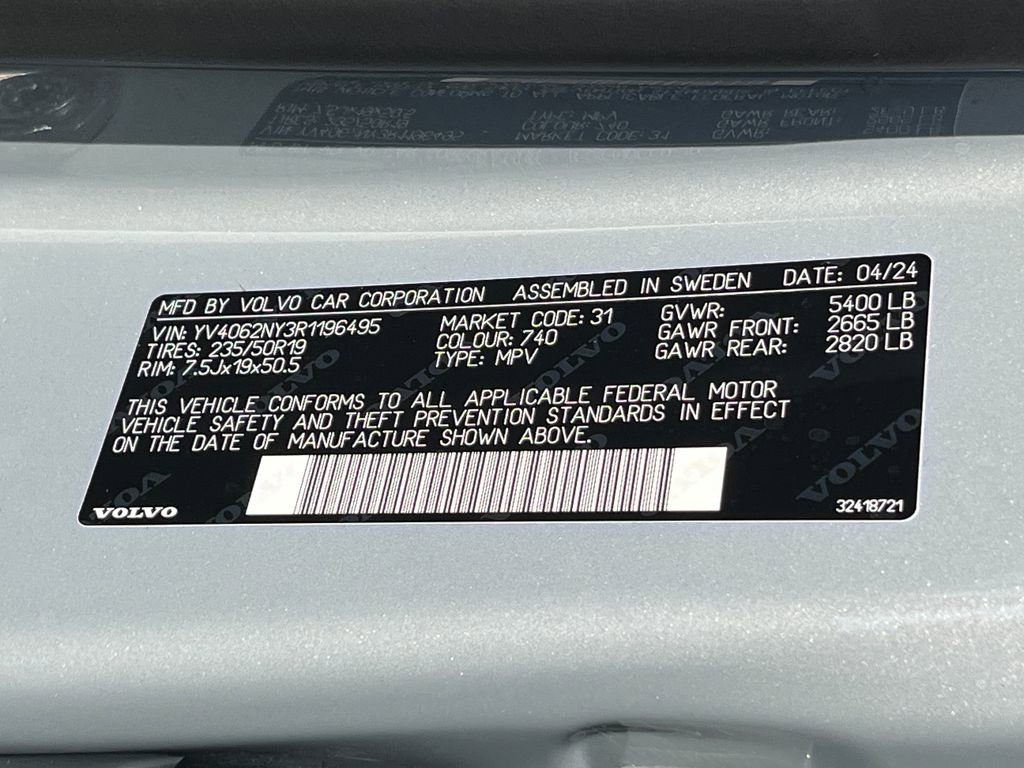 MFD BY VOLVO CAR CORPORATION ASSEMBLED IN SWEDEN DATE: 04/24
VIN: YV4062NY3R1196495 MARKET CODE: 31 GVWR: 5400 LB
TIRES: 235/50R19 COLOUR: 740 GAWR FRONT: 2665 LB
RIM: 7.5Jx19x50.5 TYPE: MPV GAWR REAR: 2820 LB
THIS VEHICLE CONFORMS TO ALL APPLICABLE FEDERAL MOTOR
VEHICLE SAFETY AND THEFT PREVENTION STANDARDS IN EFFECT
ON THE DATE OF MANUFACTURE SHOWN ABOVE.
VOLVO 32418721